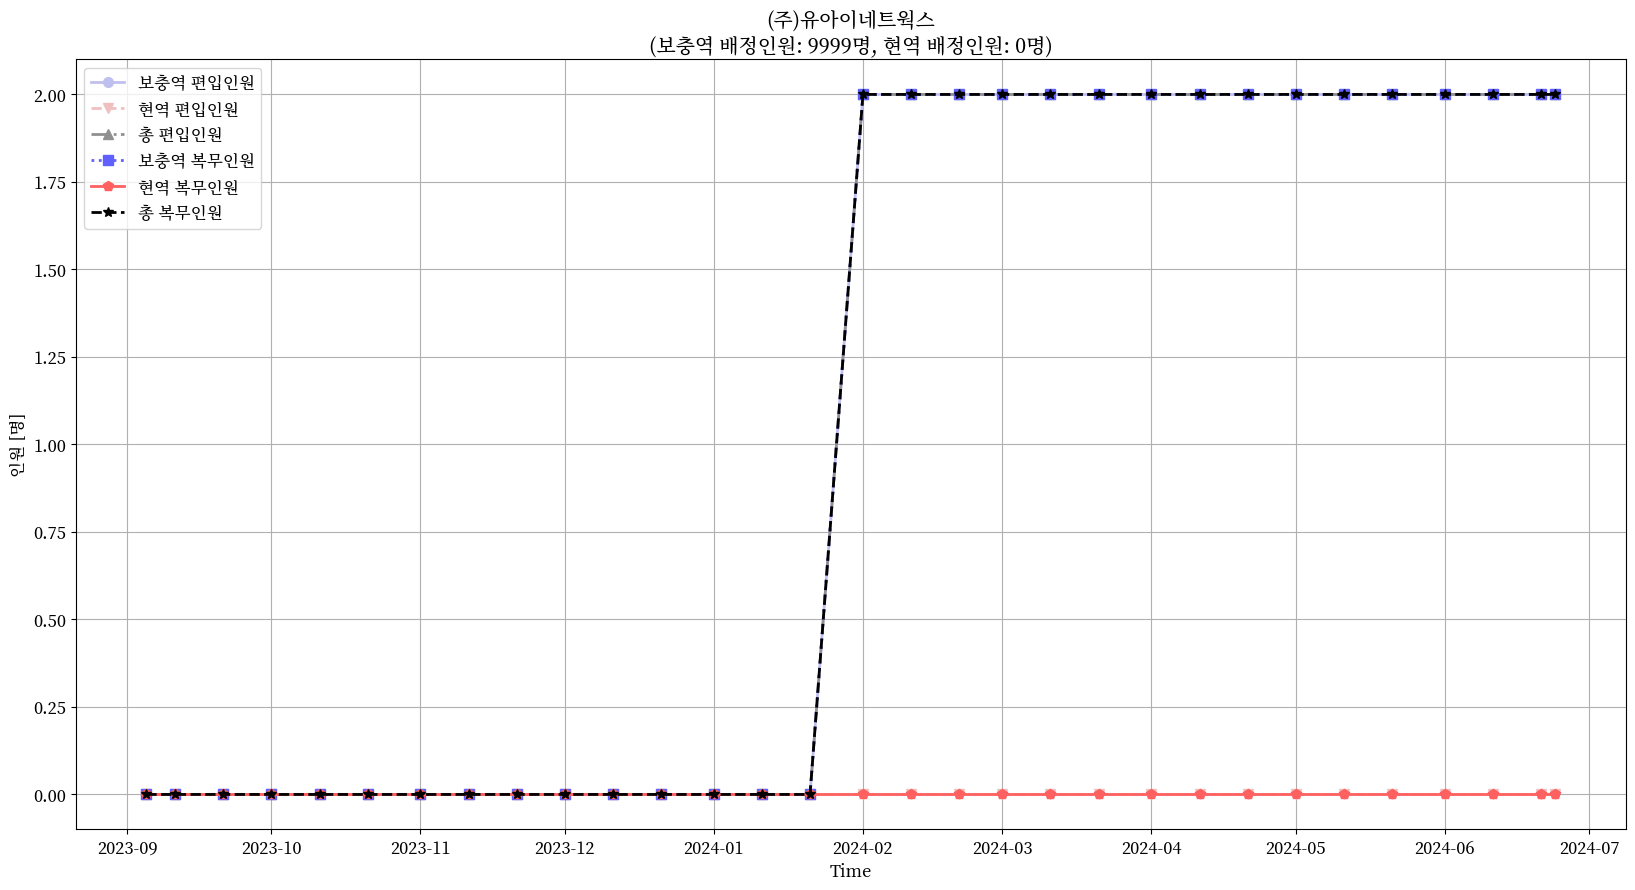 (주)유아이네트웍스
(보충역 배정인원: 9999명, 현역 배정인원: 0명)
보충역 편입인원
현역 편입인원
총 편입인원
보충역 복무인원
현역 복무인원
총 복무인원
2.00
1.75
1.50
1.25
1.00
0.75
0.50
0.25
0.00
인원 [명]
2023-09 2023-10 2023-11 2023-12 2024-01 2024-02 2024-03 2024-04 2024-05 2024-06 2024-07
Time